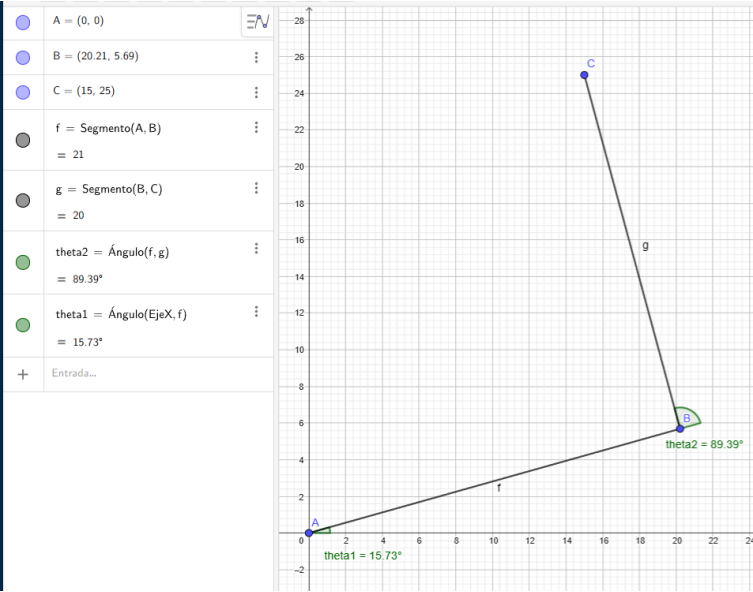 A = (0, 0)
B = (20.21, 5.69)
C = (15, 25)
f = Segmento(A, B)
= 21
g = Segmento(B, C)
= 20
theta2 = Ángulo(f, g)
= 89.39°
theta1 = Ángulo(EjeX, f)
= 15.73°
+ Entrada...
28
26
24
22
20
18
16
14
12
10
8
6
4
2
0 2 4 6 8 10 12 14 16 18 20 22 24
−2
C
g
B
theta2 = 89.39°
f
A
theta1 = 15.73°